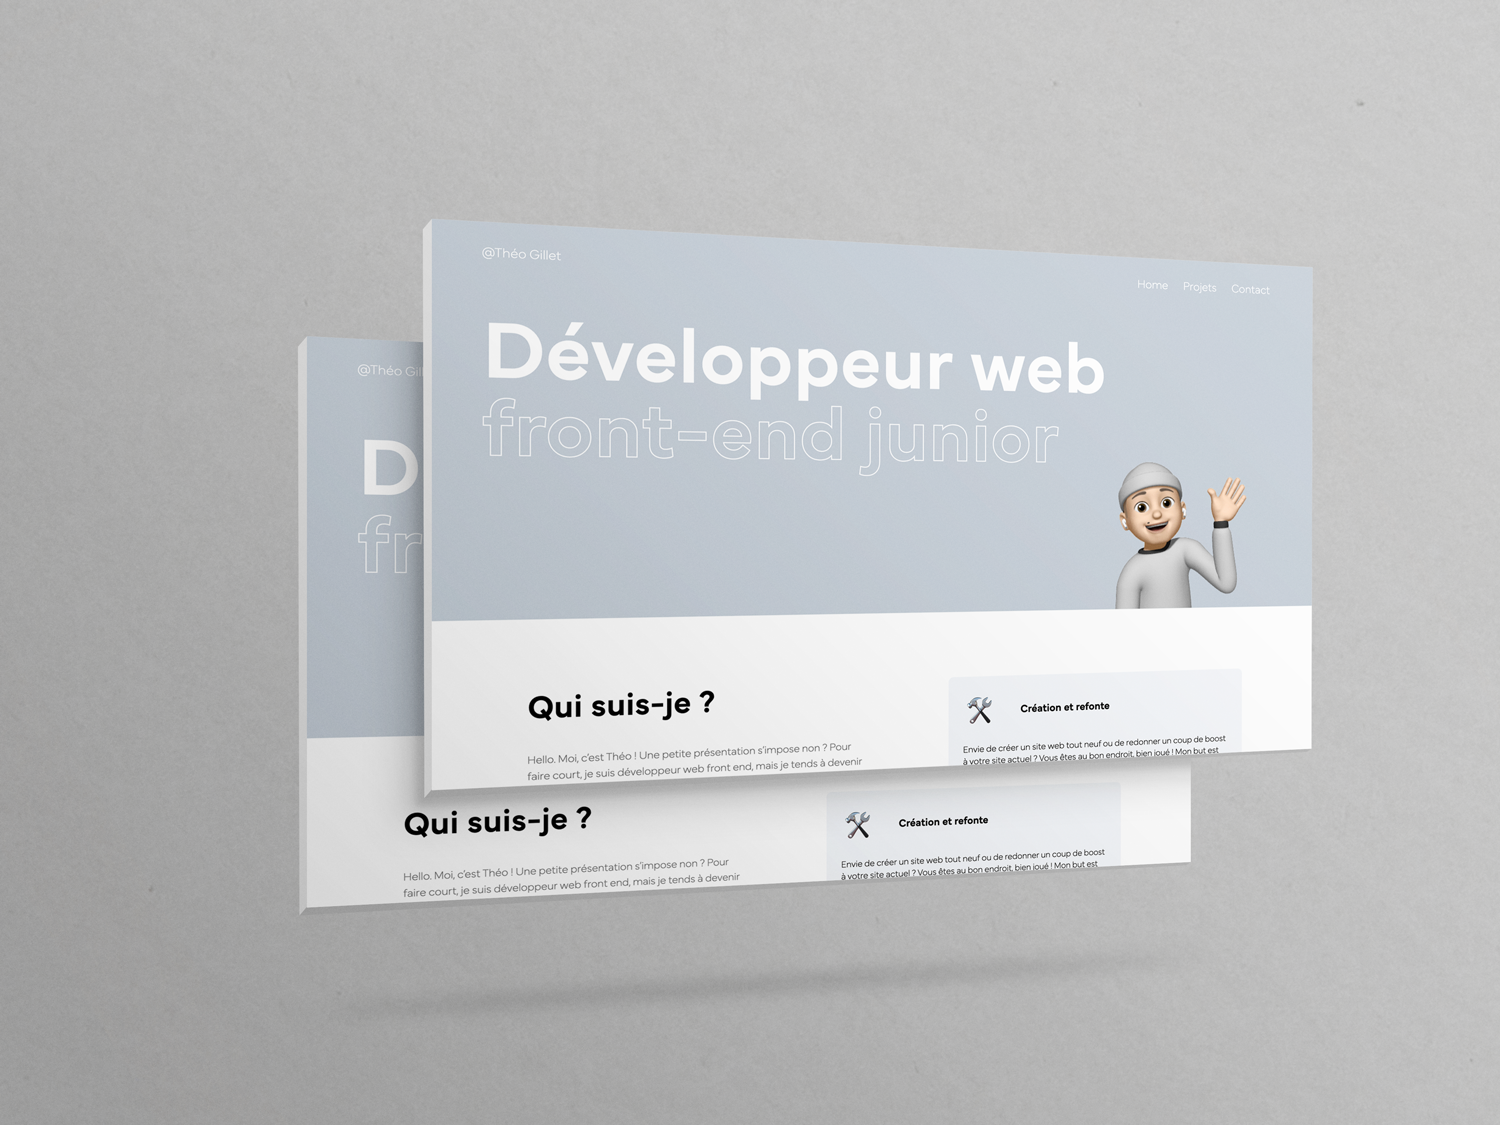 @Théo Gillet
Home Projets Contact
Développeur web
front-end junior
Qui suis-je ?
Hello. Moi, c'est Théo ! Une petite présentation s'impose non ? Pour
faire court, je suis développeur web front end, mais je tends à devenir
Création et refonte
Envie de créer un site web tout neuf ou de redonner un coup de boost
à votre site actuel ? Vous êtes au bon endroit, bien joué ! Mon but est
@Théo Gill
D
fr
Qui suis-je ?
Hello. Moi, c'est Théo ! Une petite présentation s'impose non ? Pour
faire court, je suis développeur web front end, mais je tends à devenir
Création et refonte
Envie de créer un site web tout neuf ou de redonner un coup de boost
à votre site actuel ? Vous êtes au bon endroit, bien joué ! Mon but est